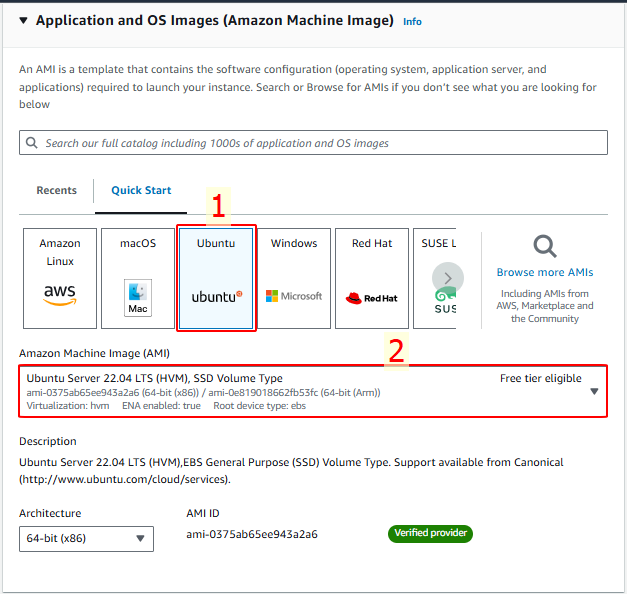 Application and OS Images (Amazon Machine Image) Info
An AMI is a template that contains the software configuration (operating system, application server, and
applications) required to launch your instance. Search or Browse for AMIs if you don't see what you are looking for
below
Search our full catalog including 1000s of application and OS images
Recents
Quick Start
1
Amazon
Linux
aws
macOS
Mac
Ubuntu
ubuntu
Windows
Microsoft
Red Hat
Red Hat
SUSE L
SUS
Browse more AMIs
Including AMIs from
AWS, Marketplace and
the Community
Amazon Machine Image (AMI)
2
Ubuntu Server 22.04 LTS (HVM), SSD Volume Type
Free tier eligible
ami-0375ab65ee943a2a6 (64-bit (x86)) / ami-0e819018662fb53fc (64-bit (Arm))
Virtualization: hvm ENA enabled: true Root device type: ebs
Description
Ubuntu Server 22.04 LTS (HVM),EBS General Purpose (SSD) Volume Type. Support available from Canonical
(http://www.ubuntu.com/cloud/services).
Architecture
64-bit (x86)
AMI ID
ami-0375ab65ee943a2a6
Verified provider